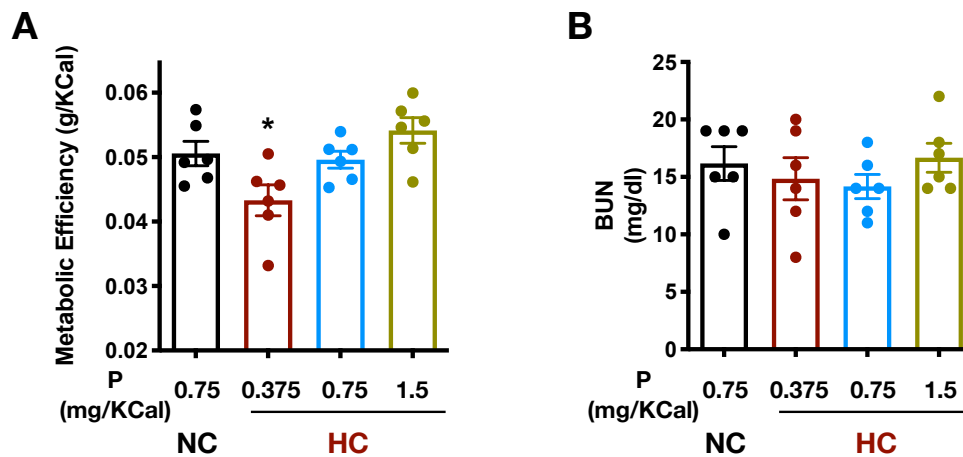 A
Metabolic Efficiency (g/KCal)
0.06
0.05
0.04
0.03
0.02
*
P
(mg/KCal)
0.75 0.375 0.75 1.5
NC HC
B
BUN
(mg/dl)
25
20
15
10
5
0
P
(mg/KCal)
0.75 0.375 0.75 1.5
NC HC